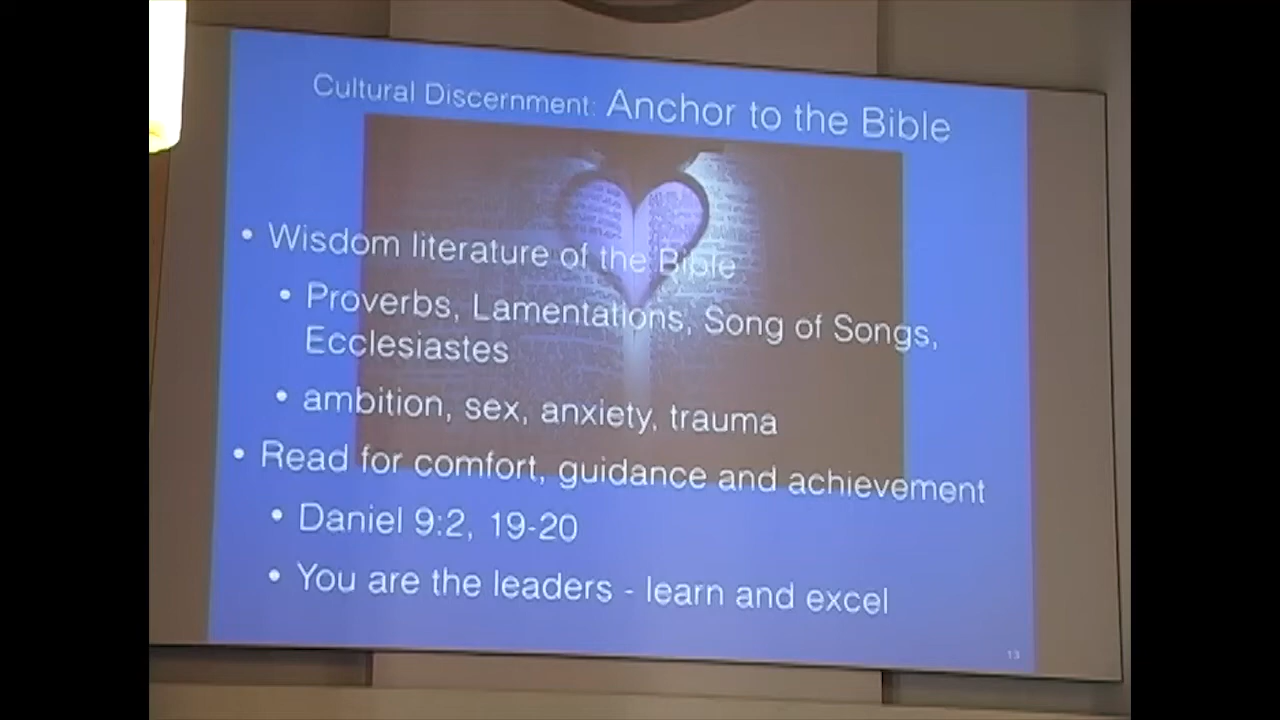 Cultural Discernment: Anchor to the Bible
• Wisdom literature of the Bible
• Proverbs, Lamentations, Song of Songs,
Ecclesiastes
• ambition, sex, anxiety, trauma
• Read for comfort, guidance and achievement
• Daniel 9:2, 19-20
• You are the leaders - learn and excel
13